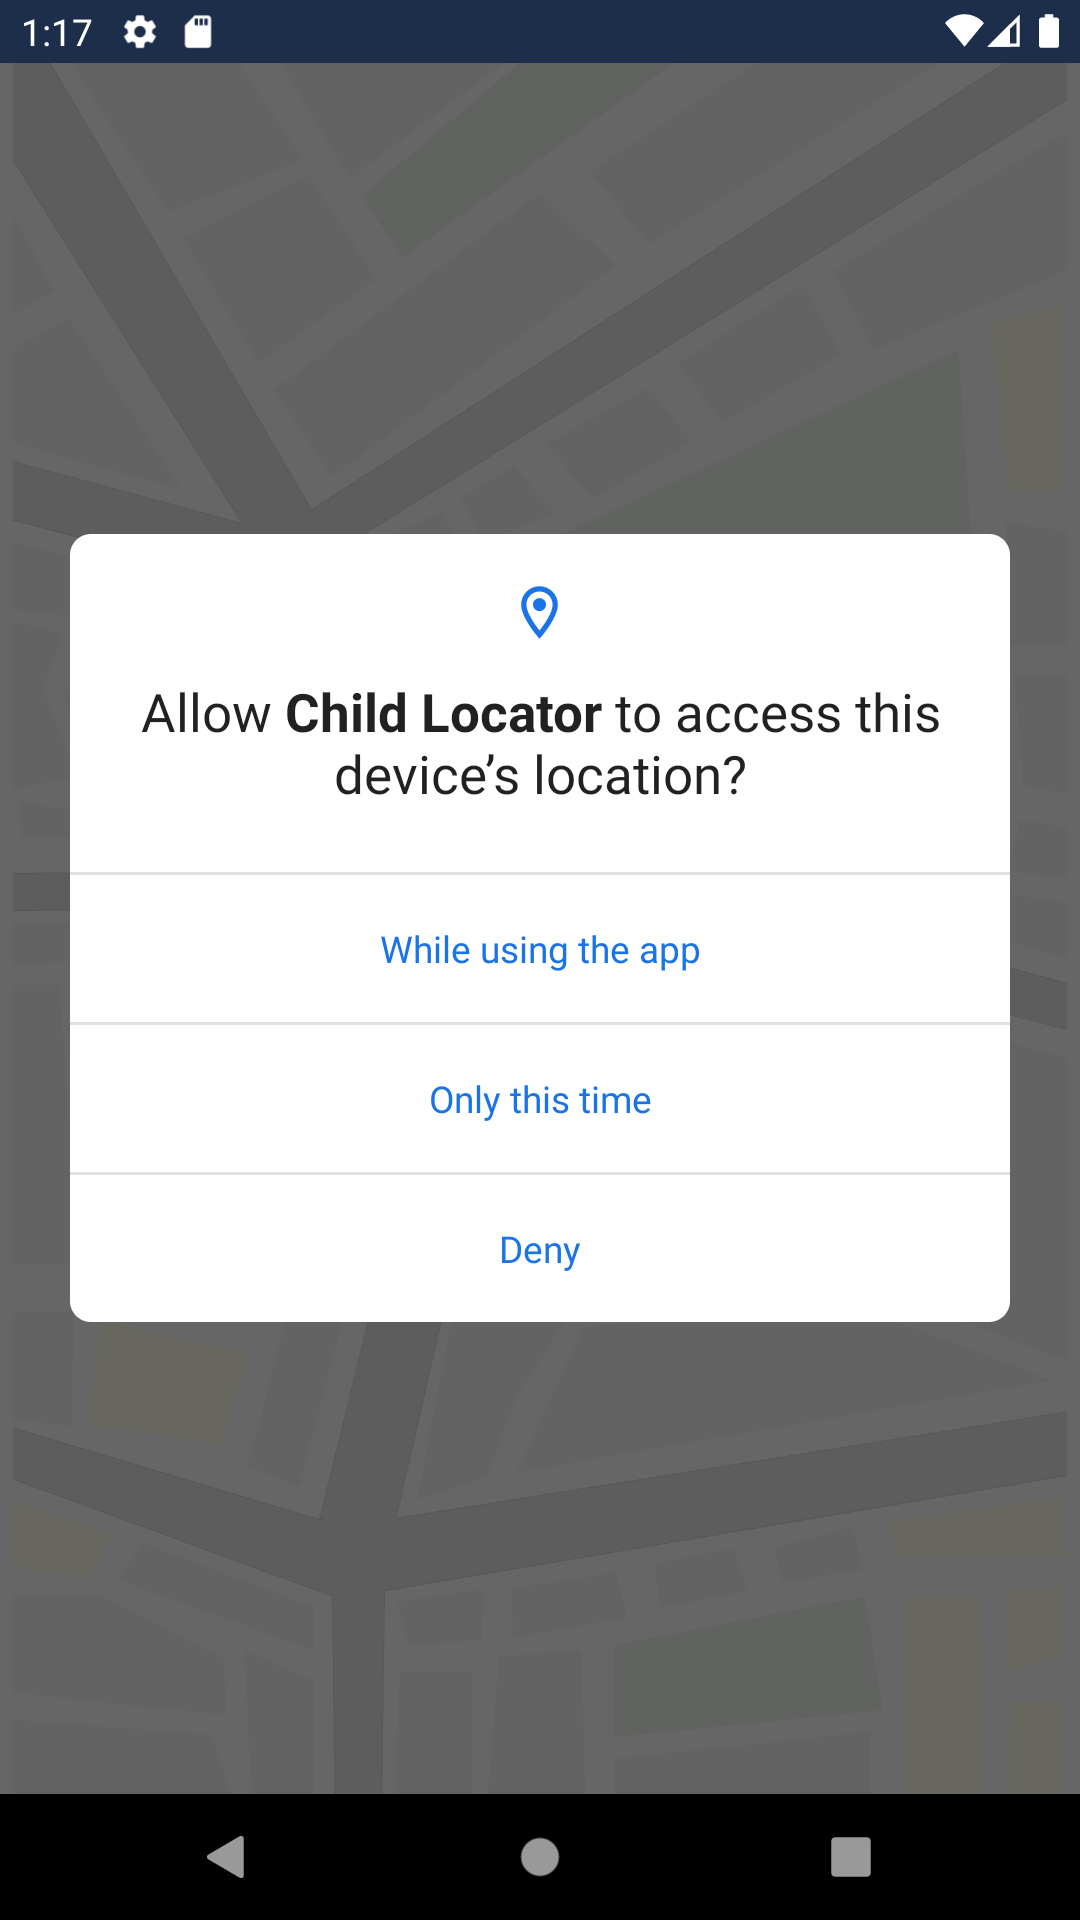 1:17
Allow Child Locator to access this
device’s location?
While using the app
Only this time
Deny